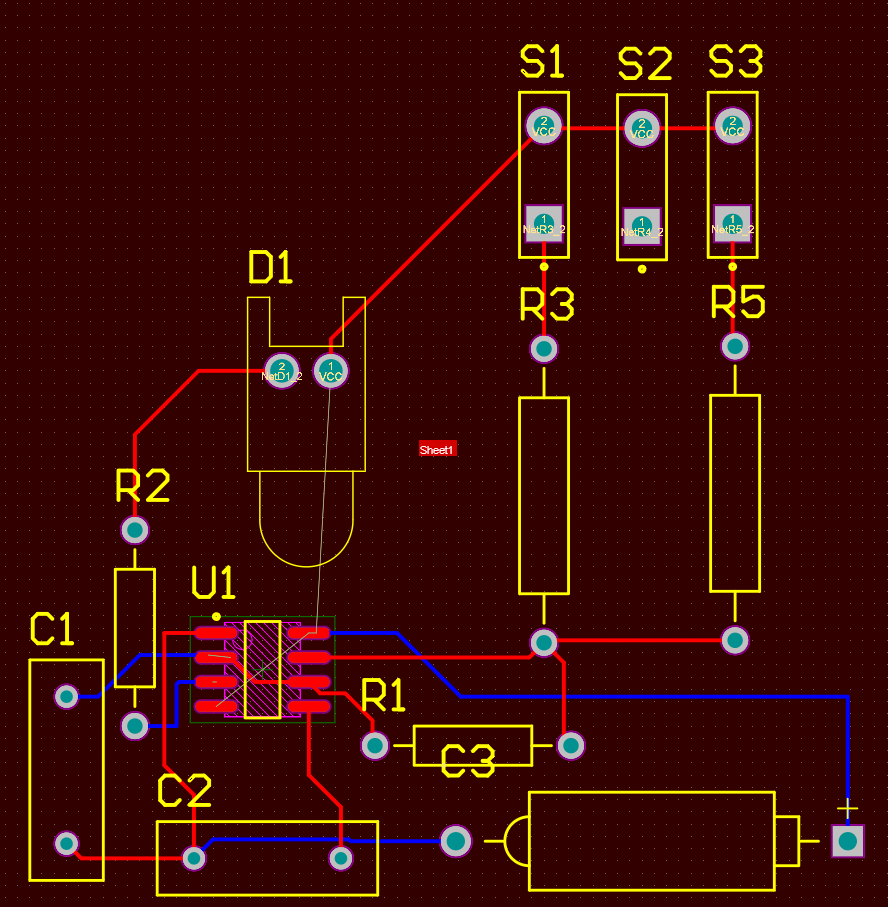 S1
S2
S3
2
VCC
2
VCC
2
VCC
1
NetR3_2
1
NetR4_2
1
NetR5_2
D1
R3
R5
2
NetD1_2
1
VCC
Sheet1
R2
U1
C1
R1
C3
C2